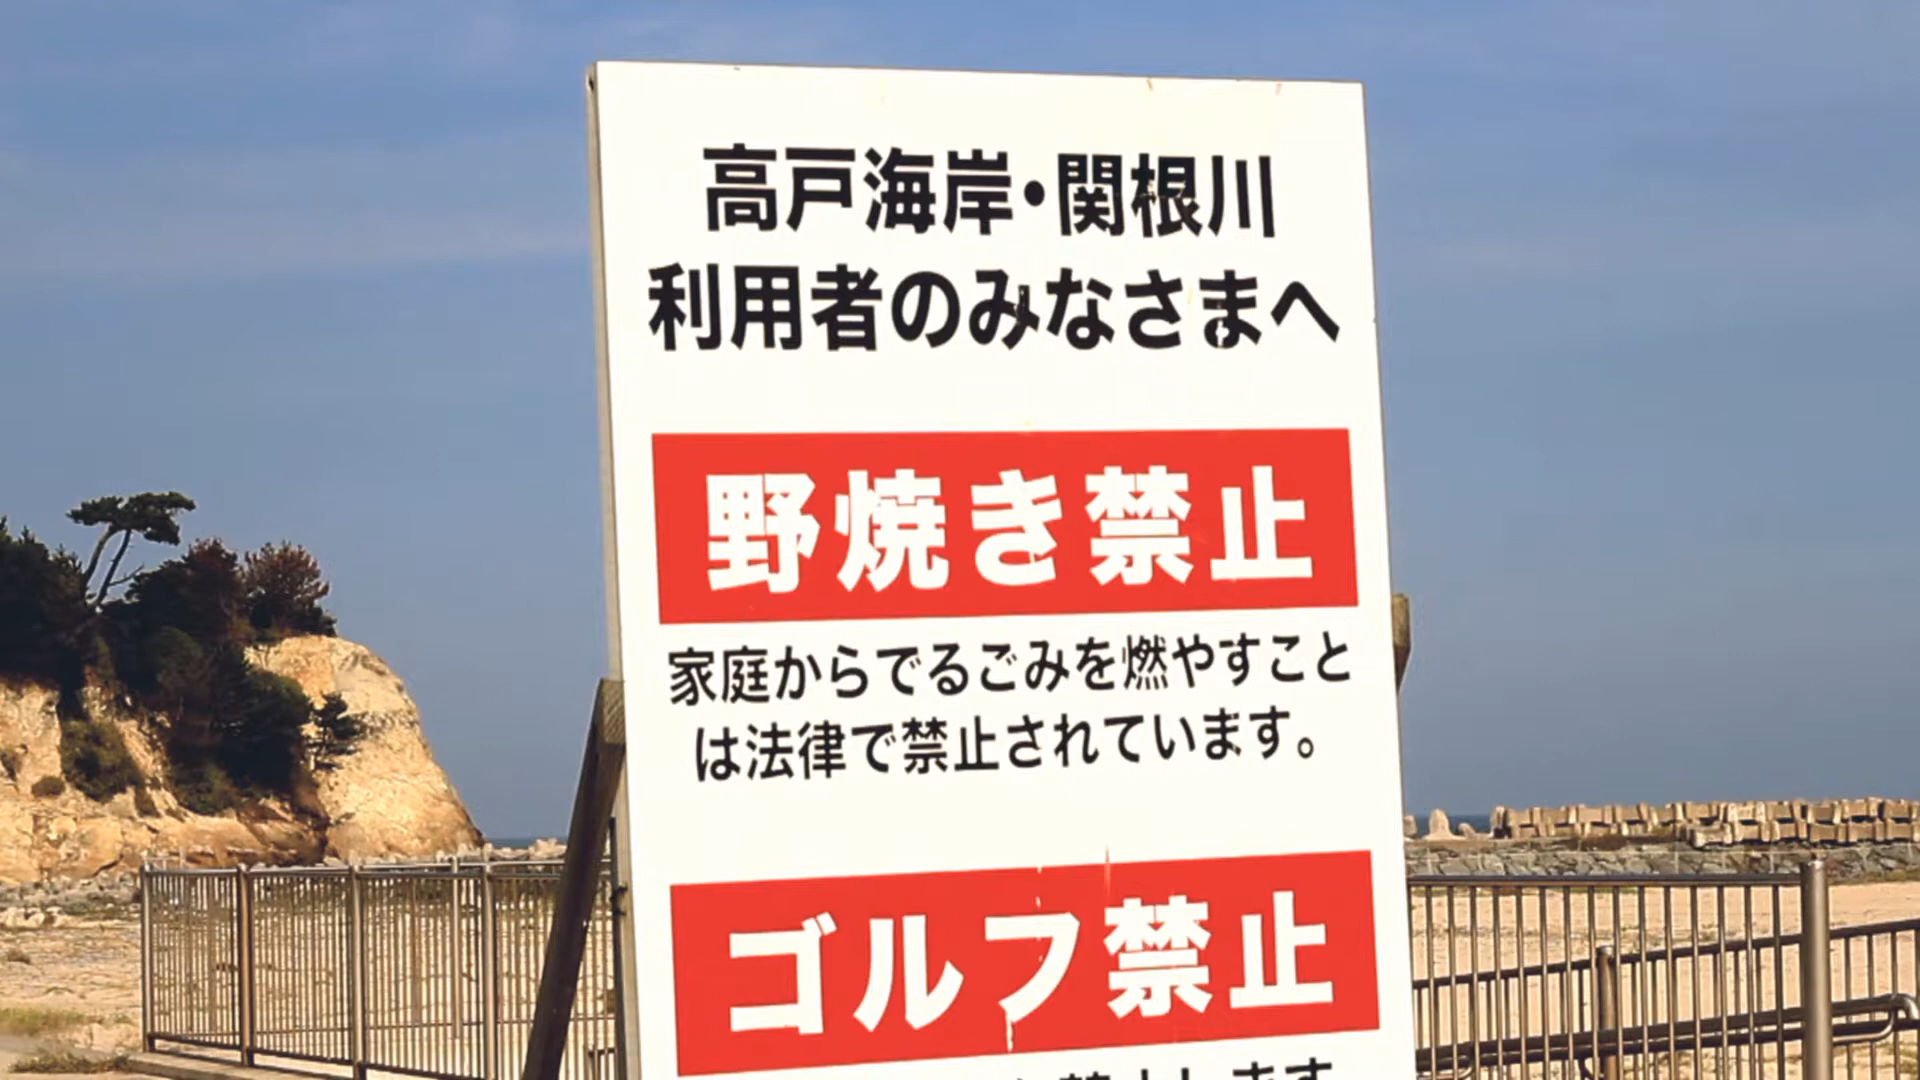 高戸海岸・関根川
利用者のみなさまへ
野焼き禁止
家庭からでるごみを燃やすこと
は法律で禁止されています。
ゴルフ禁止